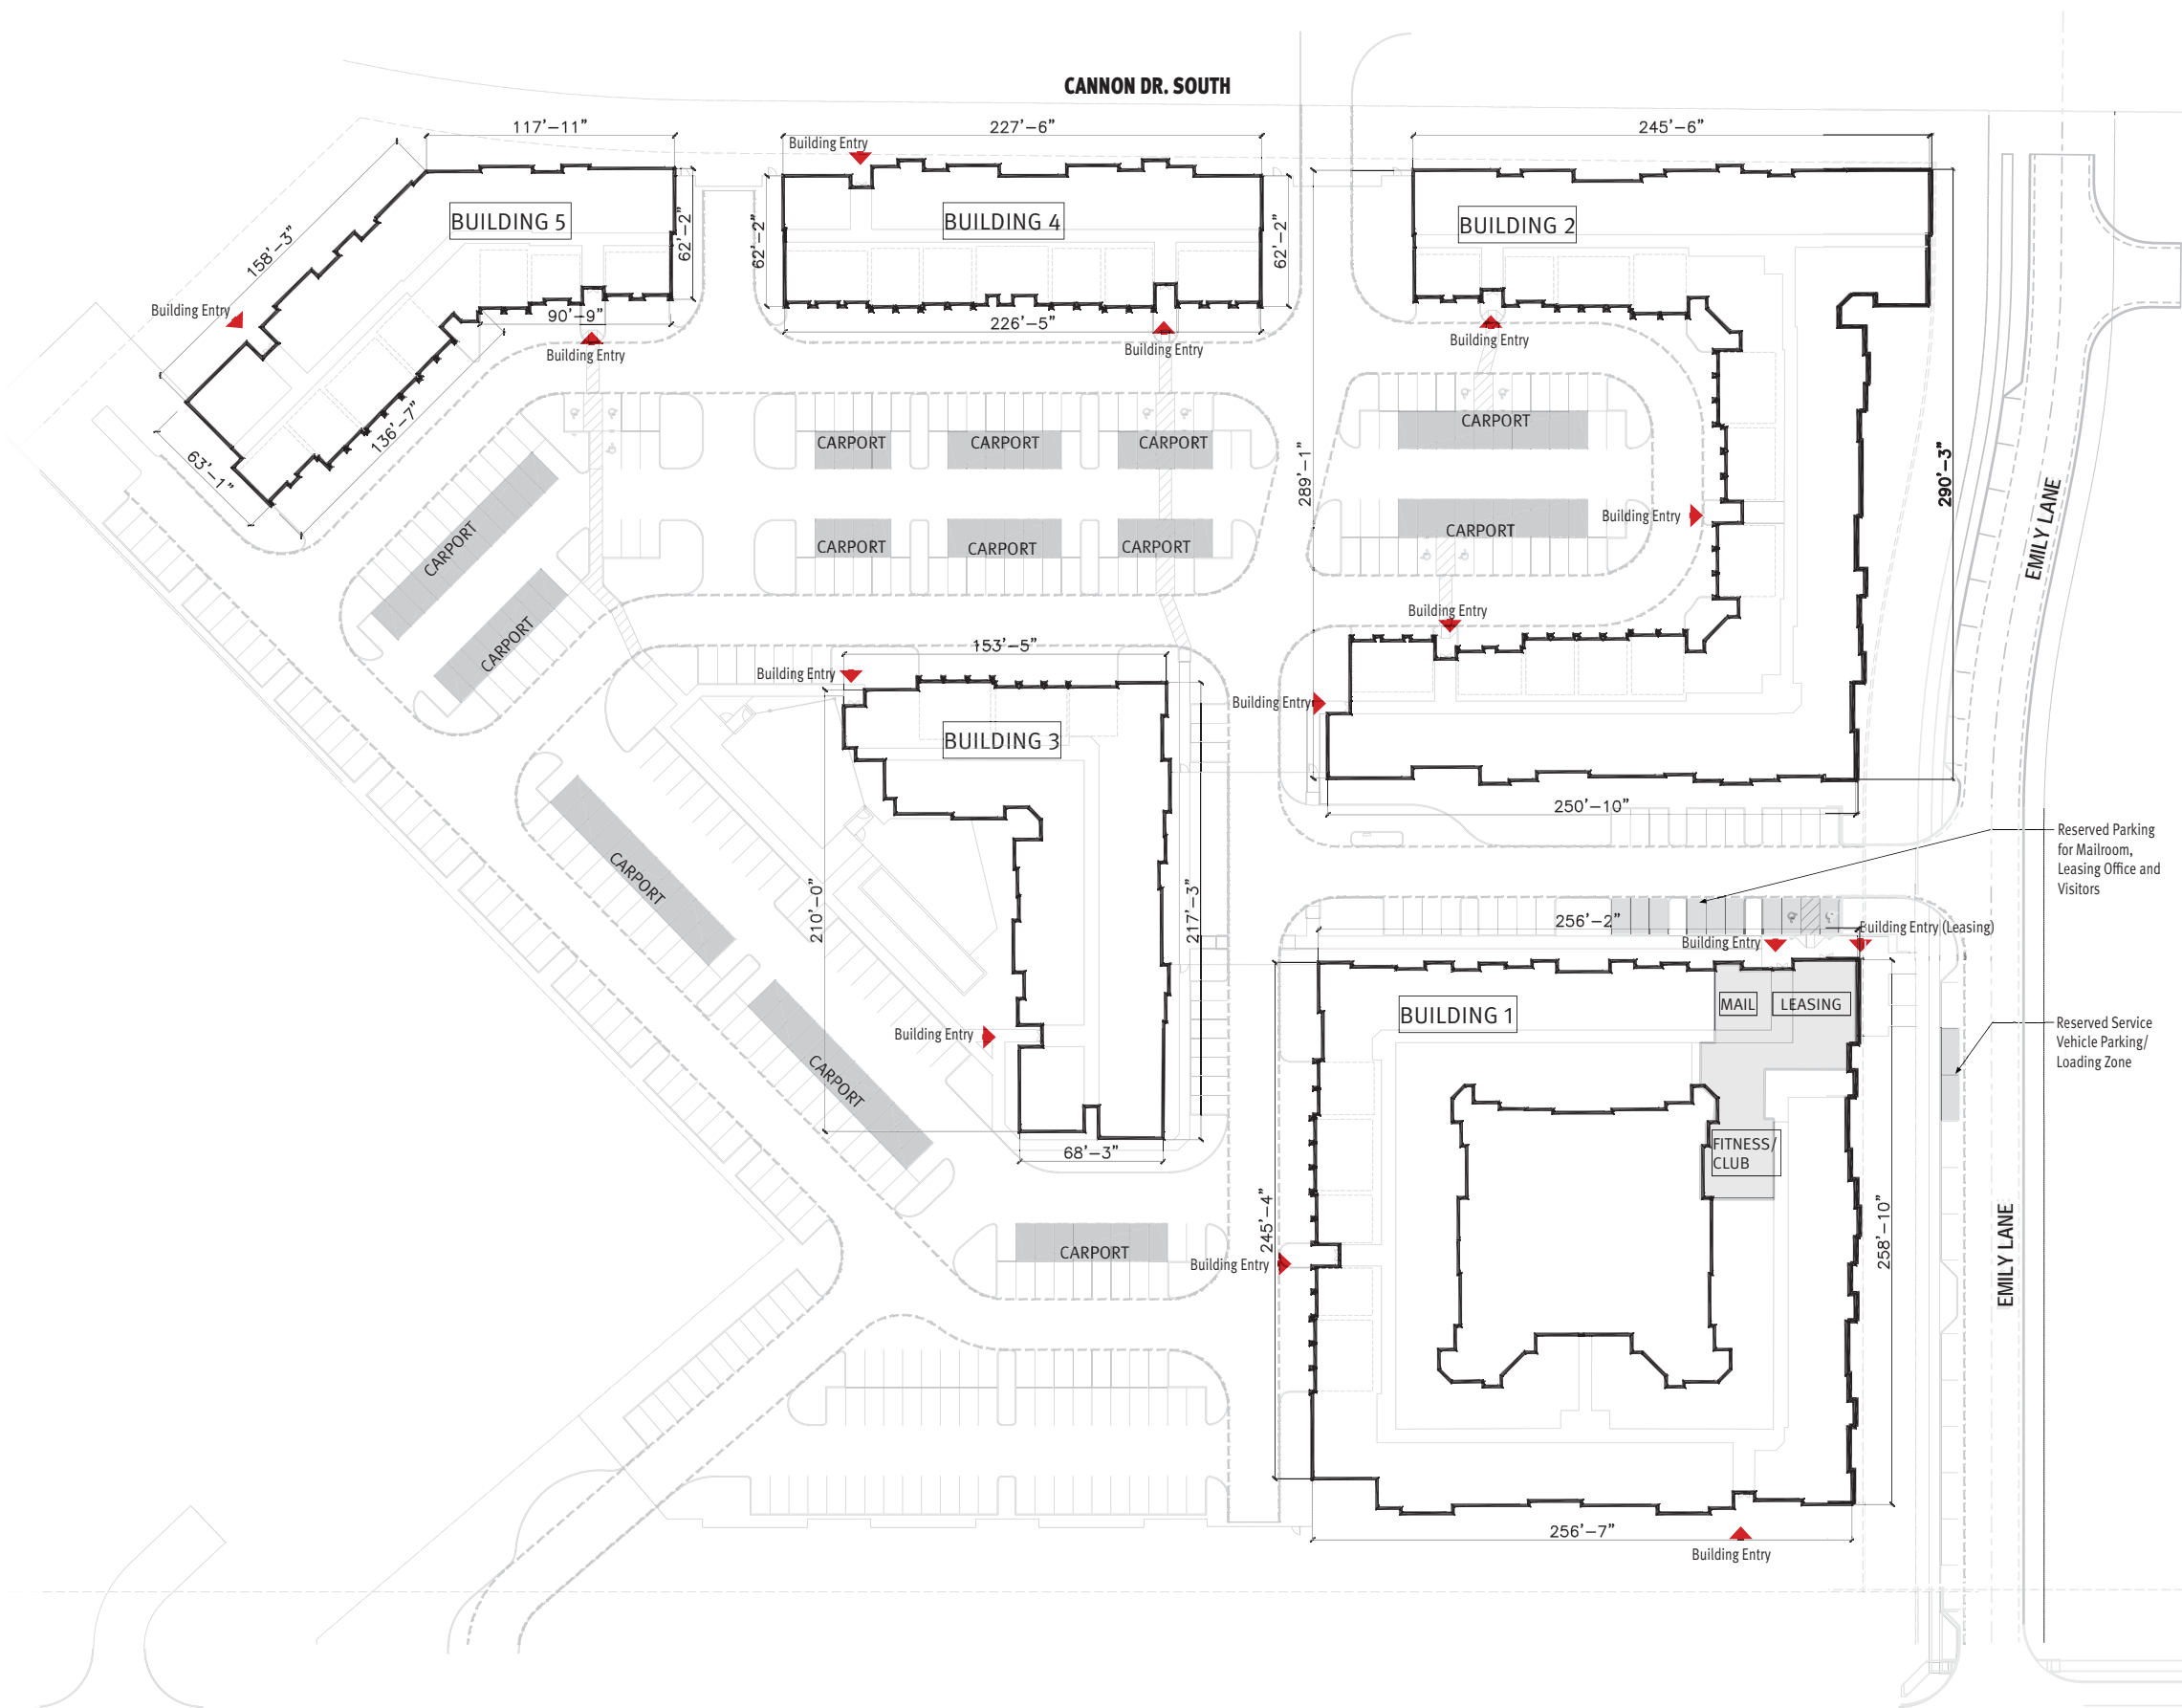 CANNON DR. SOUTH
117'-11"
227'-6"
245'-6"
Building Entry
158'-3"
BUILDING 5
62'-2"
62'-2"
BUILDING 4
62'-2"
BUILDING 2
Building Entry
90'-9"
226'-5"
Building Entry
Building Entry
Building Entry
136'-7"
63'-1"
CARPORT
CARPORT
CARPORT
CARPORT
289'-1"
290'-3"
EMILY LANE
Building Entry
CARPORT
CARPORT
CARPORT
CARPORT
CARPORT
CARPORT
Building Entry
153'-5"
Building Entry
Building Entry
BUILDING 3
250'-10"
Reserved Parking
for Mailroom,
Leasing Office and
Visitors
CARPORT
210'-0"
217'-3"
256'-2"
Building Entry
Building Entry (Leasing)
MAIL
LEASING
BUILDING 1
Building Entry
Reserved Service
Vehicle Parking/
Loading Zone
CARPORT
FITNESS/
CLUB
245'-4"
258'-10"
EMILY LANE
CARPORT
Building Entry
256'-7"
Building Entry